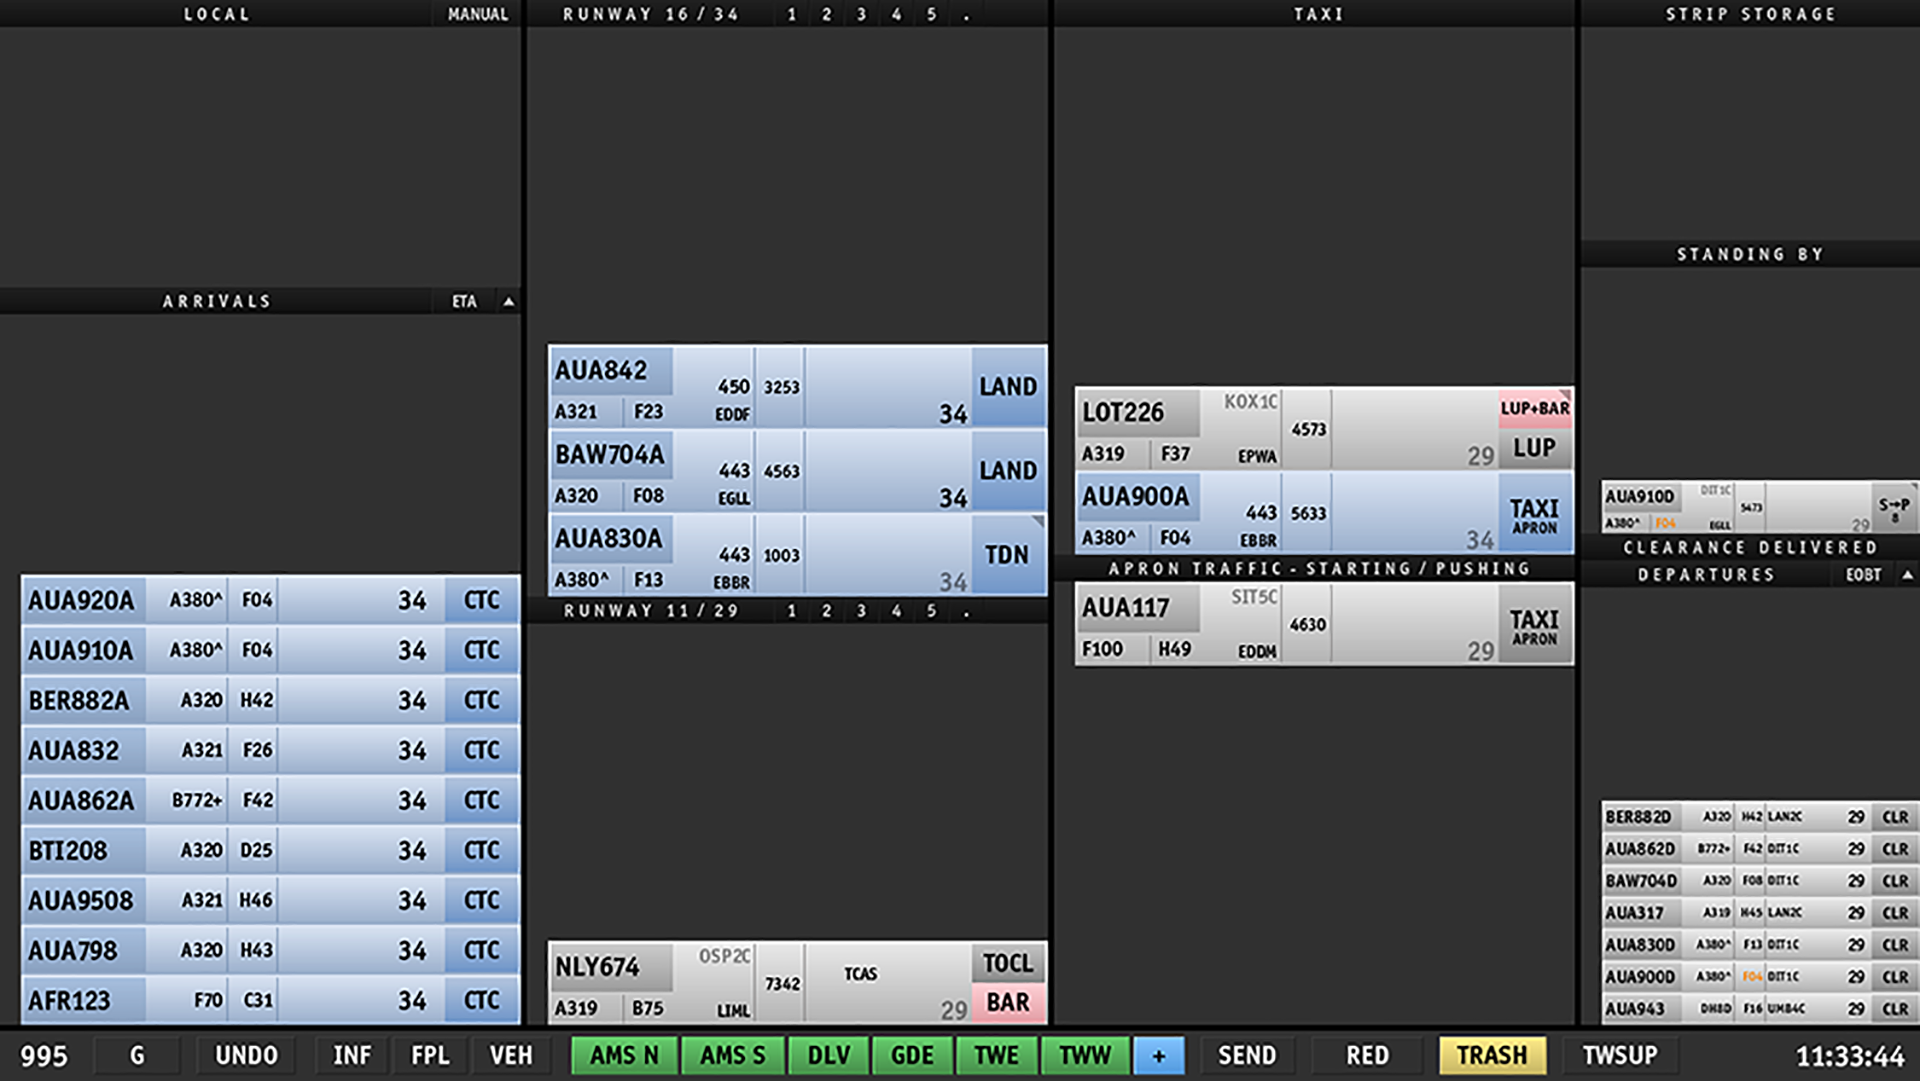 LOCAL MANUAL
ARRIVALS ETA ▲
AUA920A A380^ F04 34 CTC
AUA910A A380^ F04 34 CTC
BER882A A320 H42 34 CTC
AUA832 A321 F26 34 CTC
AUA862A B772+ F42 34 CTC
BTI208 A320 D25 34 CTC
AUA9508 A321 H46 34 CTC
AUA798 A320 H43 34 CTC
AFR123 F70 C31 34 CTC
RUNWAY 16/34 1 2 3 4 5 .
AUA842 450 3253 LAND
A321 F23 EDDF 34
BAW704A 443 4563 LAND
A320 F08 EGLL 34
AUA830A 443 1003 TDN
A380^ F13 EBBR 34
RUNWAY 11/29 1 2 3 4 5 .
NLY674 OSP2C 7342 TCAS TOCL
A319 B75 LIML 29 BAR
TAXI
LOT226 KOX1C 4573 LUP+BAR
A319 F37 EPWA 29 LUP
AUA900A 443 5633 TAXI
A380^ F04 EBBR 34 APRON
APRON TRAFFIC - STARTING / PUSHING
AUA117 SIT5C 4630 TAXI
F100 H49 EDDM 29 APRON
STRIP STORAGE
STANDING BY
AUA910D DIT1C 5473 S→P
A380^ F04 EGLL 29 8
CLEARANCE DELIVERED
DEPARTURES EOBT ▲
BER882D A320 H42 LAN2C 29 CLR
AUA862D B772+ F42 DIT1C 29 CLR
BAW704D A320 F08 DIT1C 29 CLR
AUA317 A319 H45 LAN2C 29 CLR
AUA830D A380^ F13 DIT1C 29 CLR
AUA900D A380^ F04 DIT1C 29 CLR
AUA943 DH8D F16 UMB4C 29 CLR
995 G UNDO INF FPL VEH AMS N AMS S DLV GDE TWE TWW + SEND RED TRASH TWSUP 11:33:44